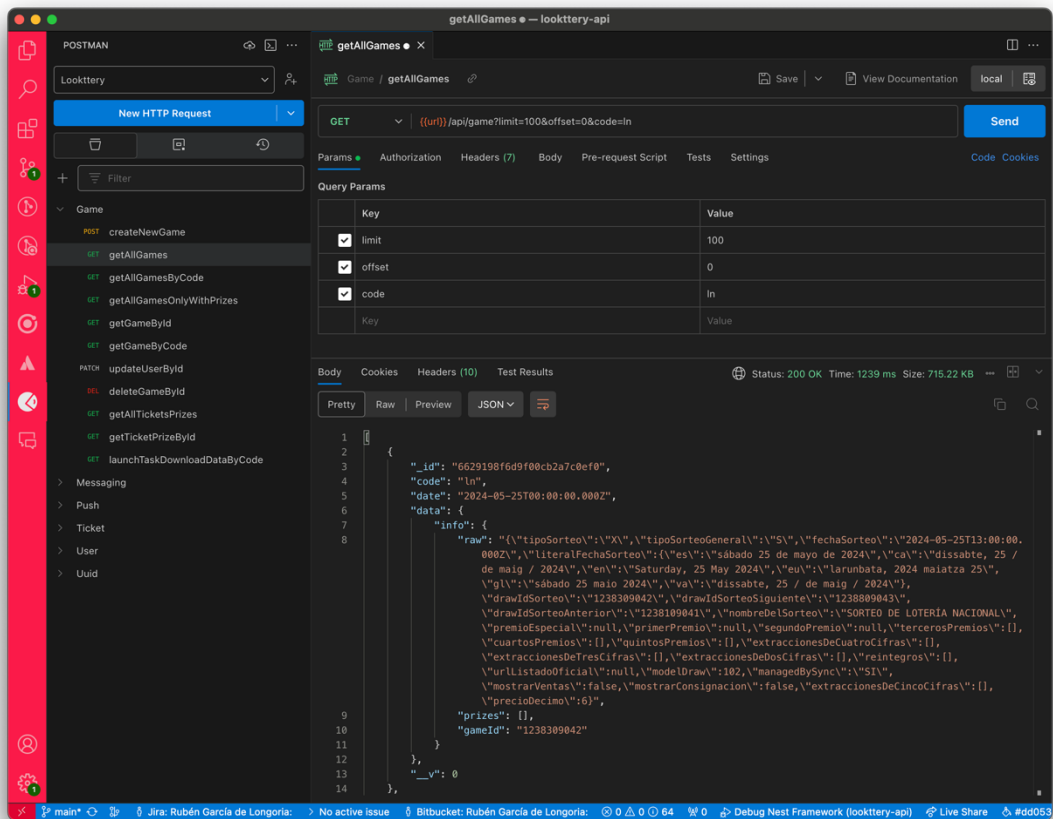 getAllGames ● — lookttery-api
POSTMAN
Lookttery
New HTTP Request
Filter
Game
POST createNewGame
GET getAllGames
GET getAllGamesByCode
GET getAllGamesOnlyWithPrizes
GET getGameById
GET getGameByCode
PATCH updateUserById
DEL deleteGameById
GET getAllTicketsPrizes
GET getTicketPrizeById
GET launchTaskDownloadDataByCode
Messaging
Push
Ticket
User
Uuid
HTTP getAllGames ● ×
HTTP Game / getAllGames
Save
View Documentation
local
GET {{url}}/api/game?limit=100&offset=0&code=ln
Send
Params ● Authorization Headers (7) Body Pre-request Script Tests Settings Code Cookies
Query Params
Key Value
limit 100
offset 0
code ln
Key Value
Body Cookies Headers (10) Test Results Status: 200 OK Time: 1239 ms Size: 715.22 KB
Pretty Raw Preview JSON
1 [
2 {
3 "_id": "6629198f6d9f00cb2a7c0ef0",
4 "code": "ln",
5 "date": "2024-05-25T00:00:00.000Z",
6 "data": {
7 "info": {
8 "raw": "{\"tipoSorteo\":\"X\",\"tipoSorteoGeneral\":\"S\",\"fechaSorteo\":\"2024-05-25T13:00:00.
000Z\",\"literalFechaSorteo\":{\"es\":\"sábado 25 de mayo de 2024\",\"ca\":\"dissabte, 25 /
de maig / 2024\",\"en\":\"Saturday, 25 May 2024\",\"eu\":\"larunbata, 2024 maiatza 25\",
\"gl\":\"sábado 25 maio 2024\",\"va\":\"dissabte, 25 / de maig / 2024\"},
\"drawIdSorteo\":\"1238309042\",\"drawIdSorteoSiguiente\":\"1238809043\",
\"drawIdSorteoAnterior\":\"1238109041\",\"nombreDelSorteo\":\"SORTEO DE LOTERÍA NACIONAL\",
\"premioEspecial\":null,\"primerPremio\":null,\"segundoPremio\":null,\"tercerosPremios\":[],
\"cuartosPremios\":[],\"quintosPremios\":[],\"extraccionesDeCuatroCifras\":[],
\"extraccionesDeTresCifras\":[],\"extraccionesDeDosCifras\":[],\"reintegros\":[],
\"urlListadoOficial\":null,\"modelDraw\":102,\"managedBySync\":\"SI\",
\"mostrarVentas\":false,\"mostrarConsignacion\":false,\"extraccionesDeCincoCifras\":[],
\"precioDecimo\":6}",
9 "prizes": [],
10 "gameId": "1238309042"
11 }
12 },
13 "__v": 0
14 },
1
1
1
main* Jira: Rubén García de Longoria: No active issue Bitbucket: Rubén García de Longoria: 0 0 64 0 Debug Nest Framework (lookttery-api) Live Share #dd053